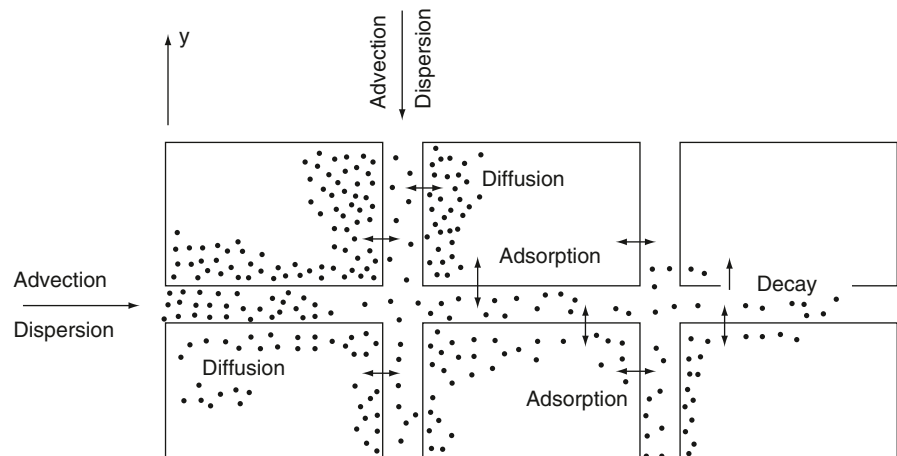 y
Advection
Dispersion
Diffusion
Adsorption
Advection
Dispersion
Decay
Diffusion
Adsorption